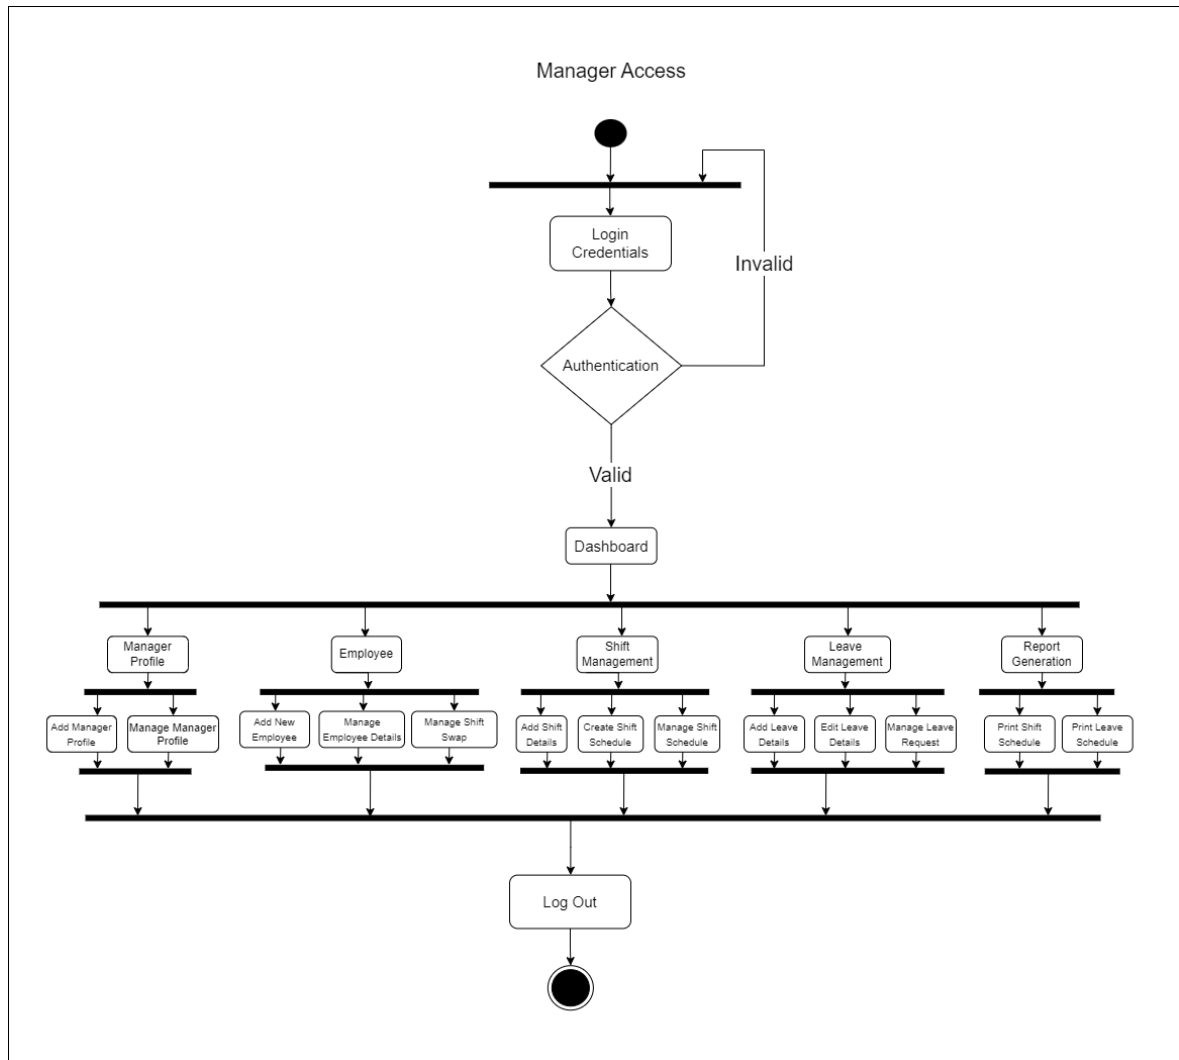 Manager Access
Login
Credentials
Invalid
Authentication
Valid
Dashboard
Manager
Profile
Employee
Shift
Management
Leave
Management
Report
Generation
Add Manager
Profile
Manage Manager
Profile
Add New
Employee
Manage
Employee Details
Manage Shift
Swap
Add Shift
Details
Create Shift
Schedule
Manage Shift
Schedule
Add Leave
Details
Edit Leave
Details
Manage Leave
Request
Print Shift
Schedule
Print Leave
Schedule
Log Out